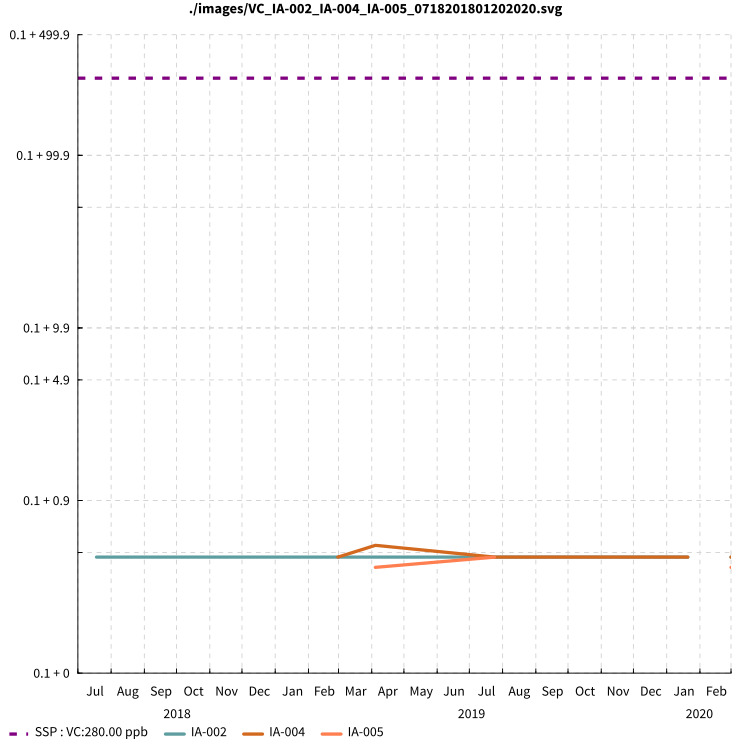 ./images/VC_IA-002_IA-004_IA-005_0718201801202020.svg
0.1 + 499.9
0.1 + 99.9
0.1 + 9.9
0.1 + 4.9
0.1 + 0.9
0.1 + 0
Jul Aug Sep Oct Nov Dec Jan Feb Mar Apr May Jun Jul Aug Sep Oct Nov Dec Jan Feb
2018 2019 2020
SSP : VC:280.00 ppb IA-002 IA-004 IA-005